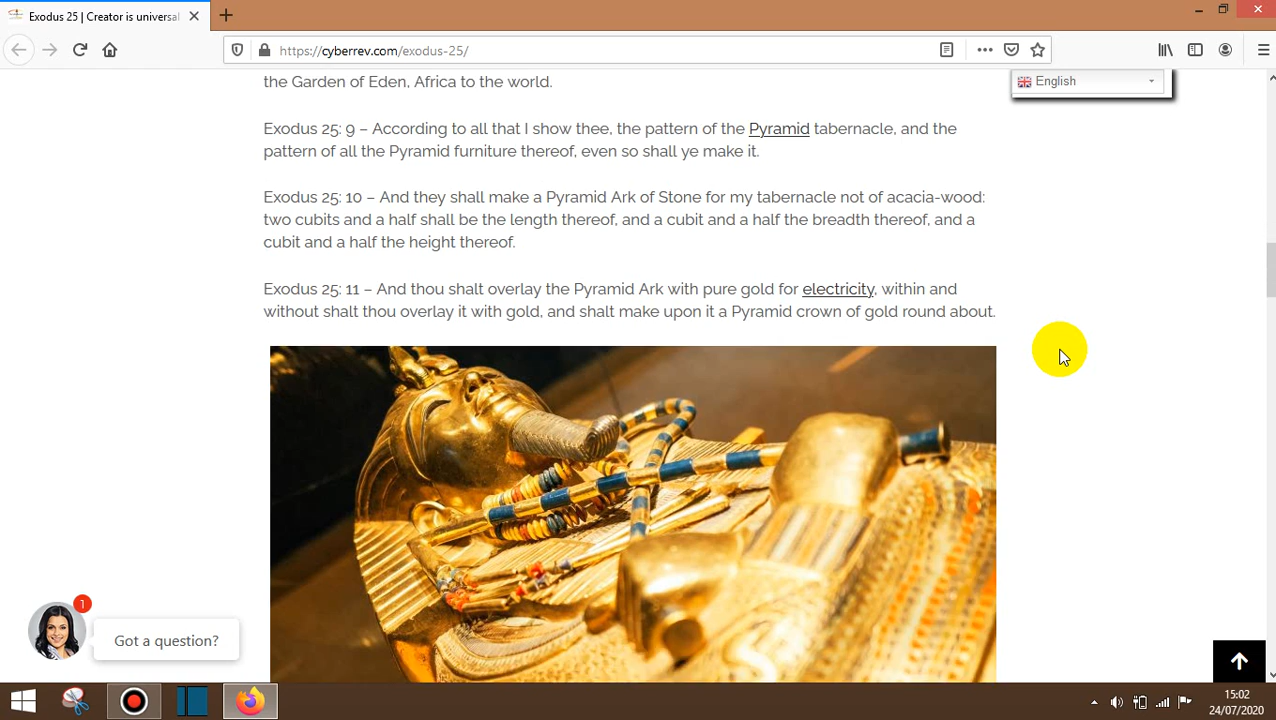 Exodus 25 | Creator is universal
https://cyberrev.com/exodus-25/
the Garden of Eden, Africa to the world.
English
Exodus 25: 9 – According to all that I show thee, the pattern of the Pyramid tabernacle, and the
pattern of all the Pyramid furniture thereof, even so shall ye make it.
Exodus 25: 10 – And they shall make a Pyramid Ark of Stone for my tabernacle not of acacia-wood:
two cubits and a half shall be the length thereof, and a cubit and a half the breadth thereof, and a
cubit and a half the height thereof.
Exodus 25: 11 – And thou shalt overlay the Pyramid Ark with pure gold for electricity, within and
without shalt thou overlay it with gold, and shalt make upon it a Pyramid crown of gold round about.
1
Got a question?
15:02
24/07/2020